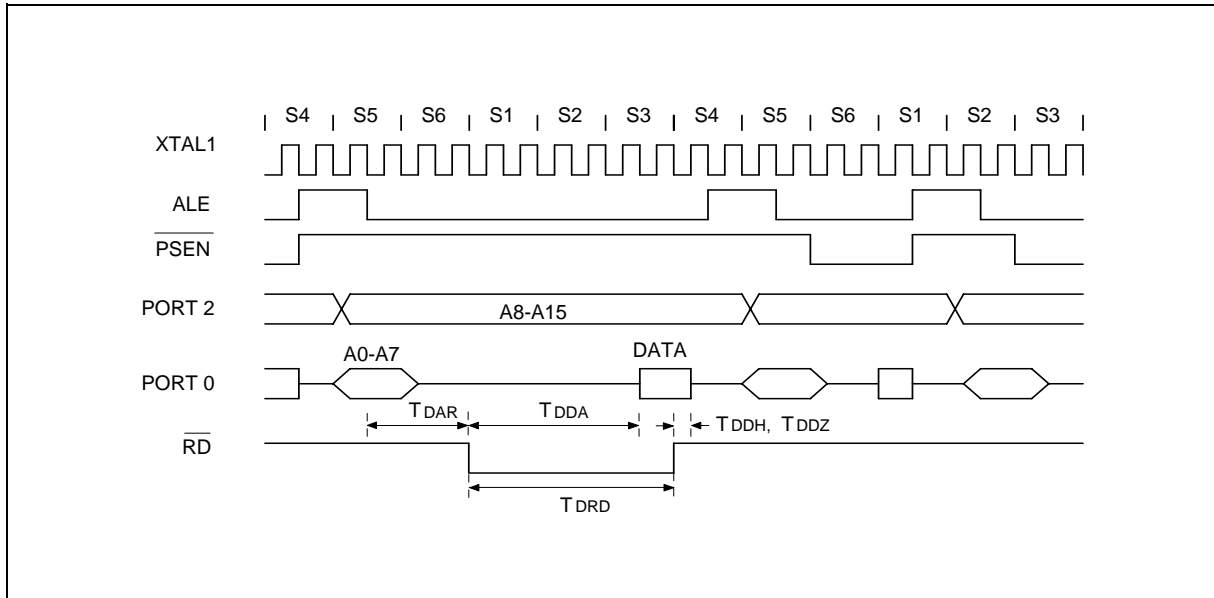 S4 S5 S6 S1 S2 S3 S4 S5 S6 S1 S2 S3
XTAL1
ALE
PSEN
PORT 2
A8-A15
A0-A7
DATA
PORT 0
TDAR
TDDA
TDDH, TDDZ
RD
TDRD